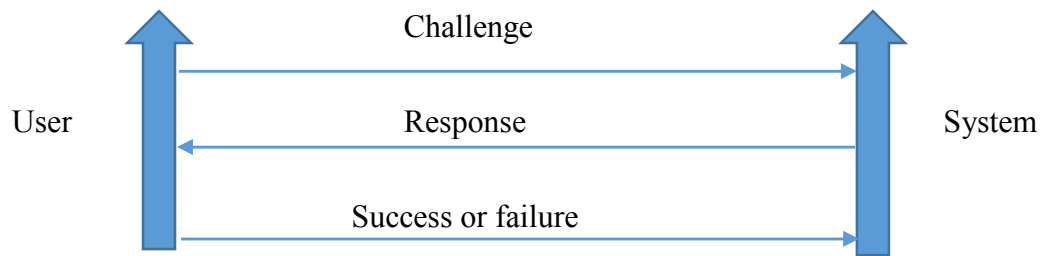 Challenge
User
Response
System
Success or failure